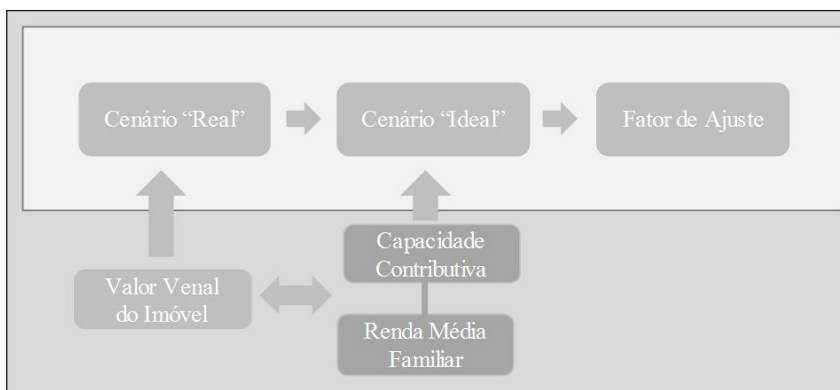 Cenário “Real”
Cenário “Ideal”
Fator de Ajuste
Capacidade
Contributiva
Valor Venal
do Imóvel
Renda Média
Familiar